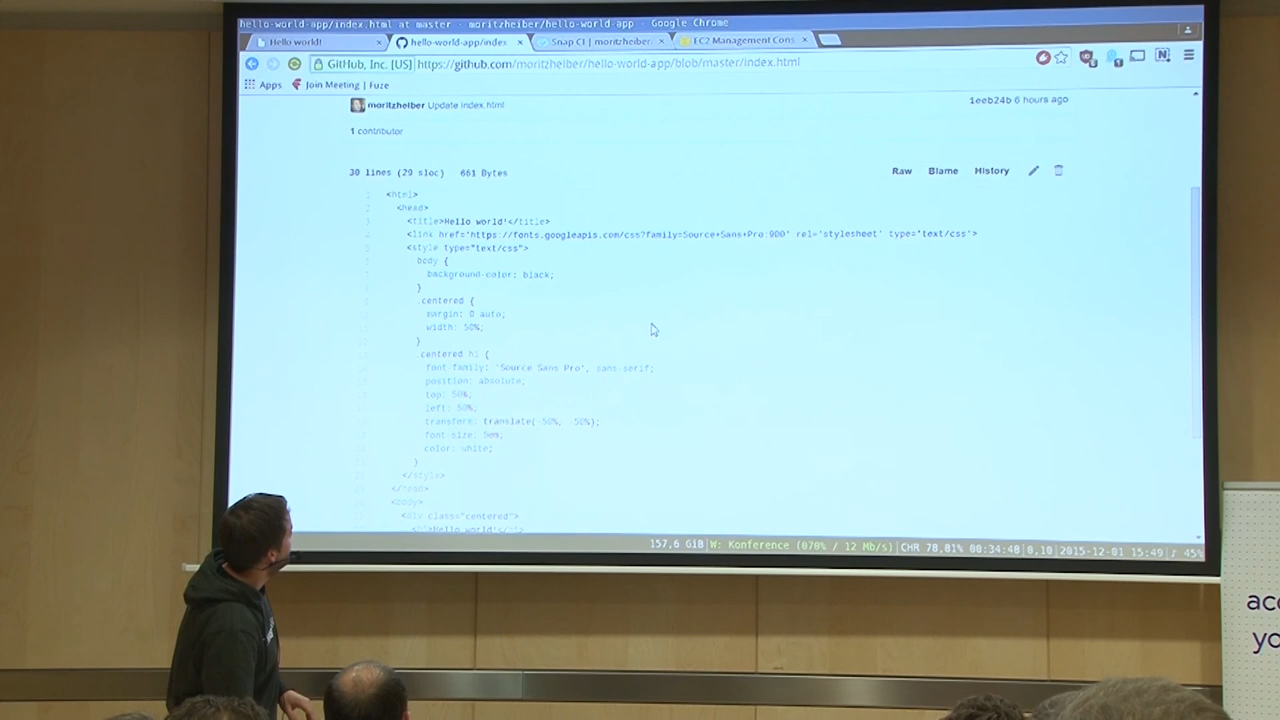 hello-world-app/index.html at master - moritzheiber/hello-world-app - Google Chrome
Hello world!
hello-world-app/index
Snap CI | moritzheiber.
EC2 Management Cons
GitHub, Inc. [US] https://github.com/moritzheiber/hello-world-app/blob/master/index.html
Apps Join Meeting | Fuze
moritzheiber Update index.html
1eeb24b 6 hours ago
1 contributor
30 lines (29 sloc) 661 Bytes
Raw Blame History
<html>
<head>
<title>Hello world!</title>
<link href='https://fonts.googleapis.com/css?family=Source+Sans+Pro:900' rel='stylesheet' type='text/css'>
<style type="text/css">
body {
background-color: black;
}
.centered {
margin: 0 auto;
width: 50%;
}
.centered h1 {
font-family: 'Source Sans Pro', sans-serif;
position: absolute;
top: 50%;
left: 50%;
transform: translate(-50%, -50%);
font-size: 5em;
color: white;
}
</style>
</head>
<body>
<div class="centered">
<h1>Hello world!</h1>
157,6 GiB|W: Konference (070% / 12 Mb/s)|CHR 78,81% 00:34:48|0,10|2015-12-01 15:49|♪ 45%
acc
yo